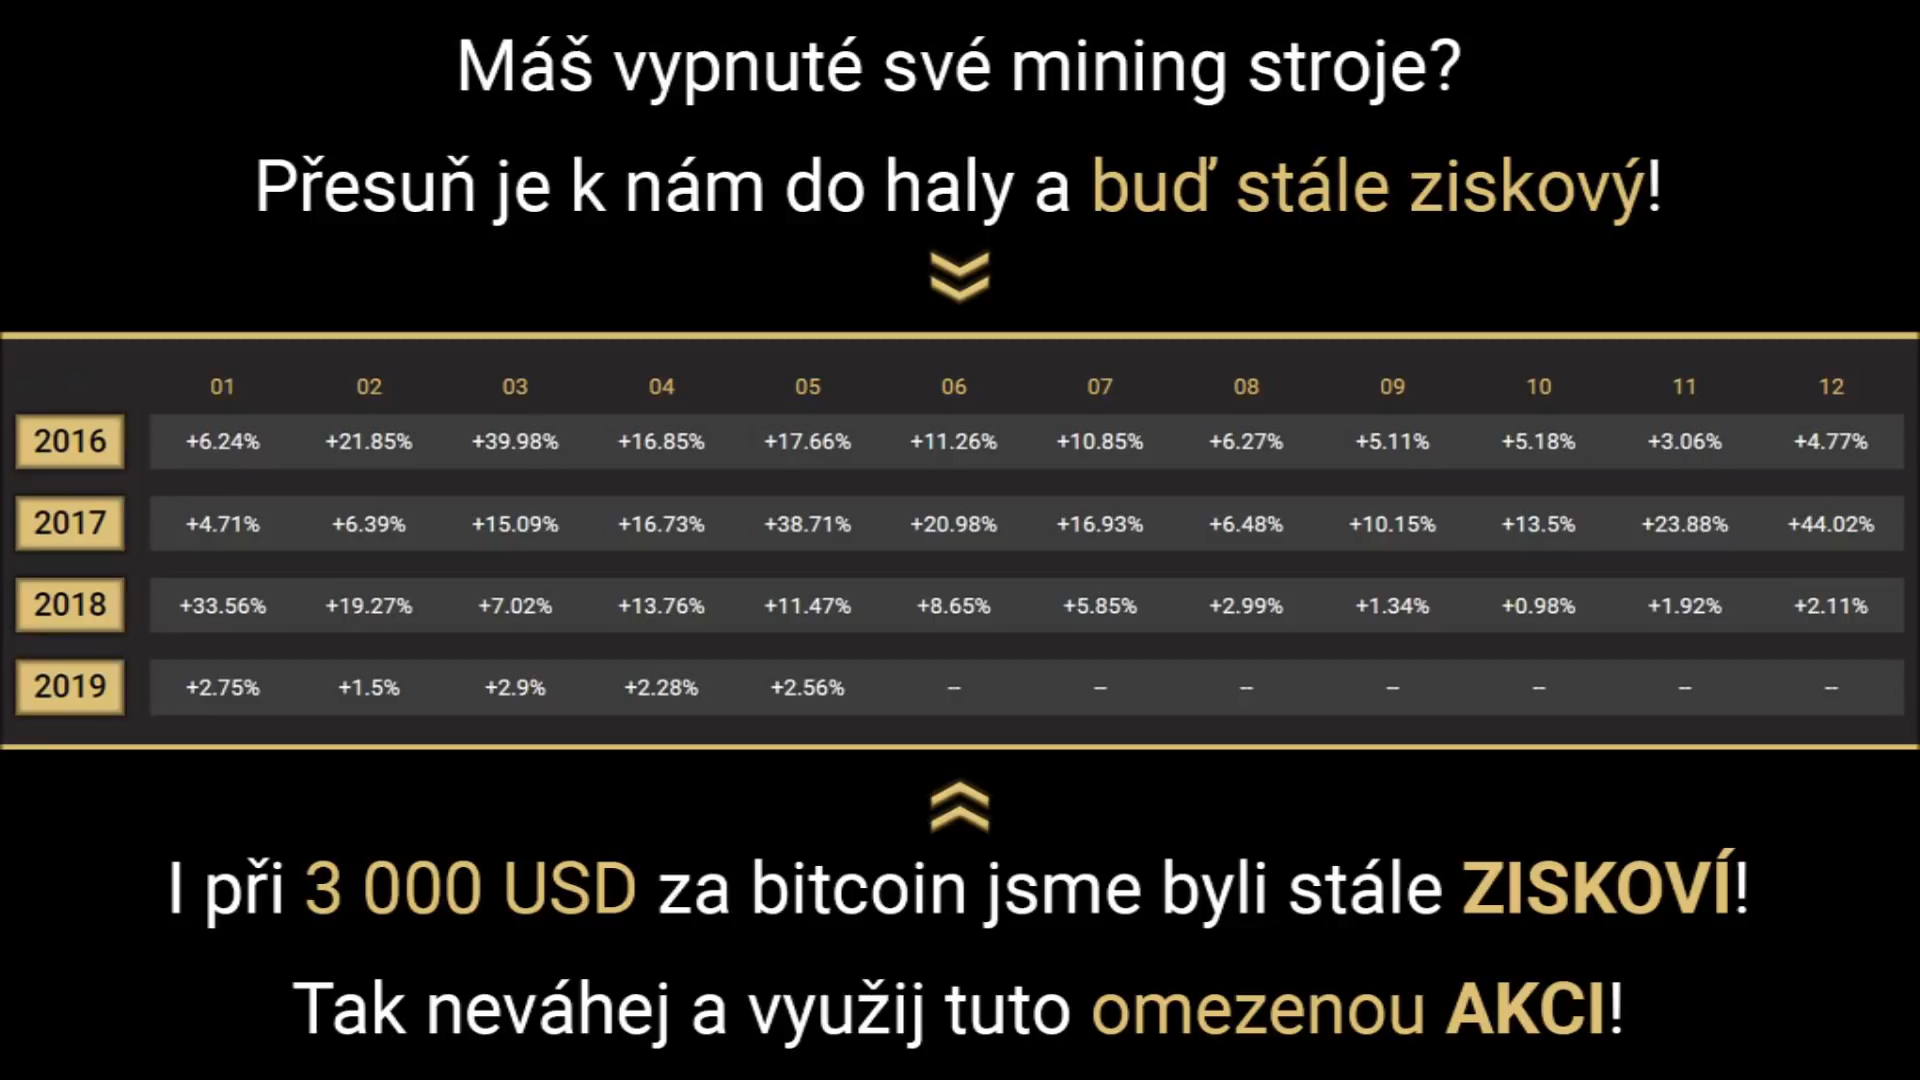 Máš vypnuté své mining stroje?
Přesuň je k nám do haly a buď stále ziskový!
01 02 03 04 05 06 07 08 09 10 11 12
2016 +6.24% +21.85% +39.98% +16.85% +17.66% +11.26% +10.85% +6.27% +5.11% +5.18% +3.06% +4.77%
2017 +4.71% +6.39% +15.09% +16.73% +38.71% +20.98% +16.93% +6.48% +10.15% +13.5% +23.88% +44.02%
2018 +33.56% +19.27% +7.02% +13.76% +11.47% +8.65% +5.85% +2.99% +1.34% +0.98% +1.92% +2.11%
2019 +2.75% +1.5% +2.9% +2.28% +2.56% – – – – – – –
I při 3 000 USD za bitcoin jsme byli stále ZISKOVÍ!
Tak neváhej a využij tuto omezenou AKCI!